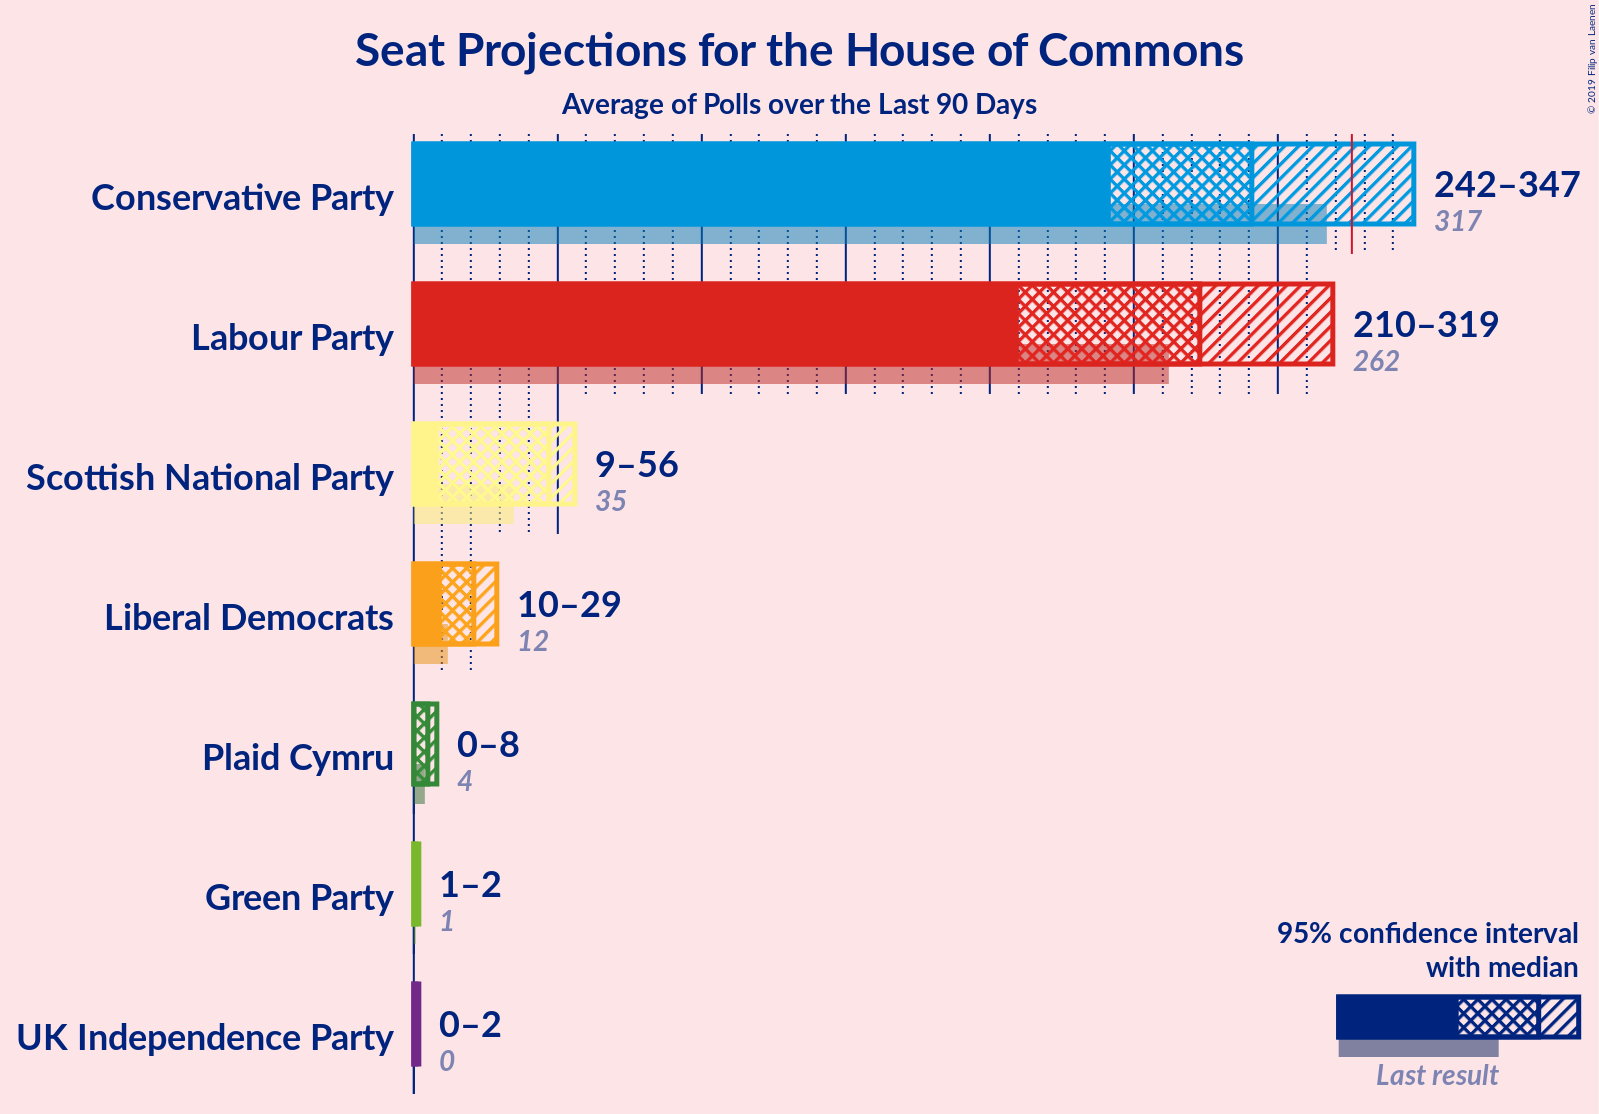 Seat Projections for the House of Commons
Average of Polls over the Last 90 Days
© 2019 Filip van Laenen
Conservative Party
242–347
317
Labour Party
210–319
262
Scottish National Party
9–56
35
Liberal Democrats
10–29
12
Plaid Cymru
0–8
4
Green Party
1–2
1
UK Independence Party
0–2
0
95% confidence interval
with median
Last result